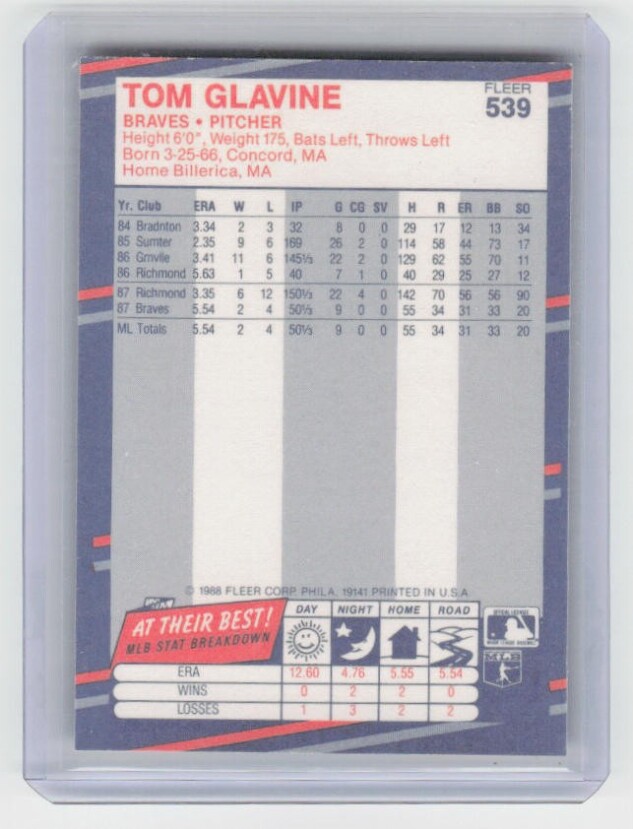 TOM GLAVINE
FLEER
539
BRAVES • PITCHER
Height 6'0", Weight 175, Bats Left, Throws Left
Born 3-25-66, Concord, MA
Home Billerica, MA
Yr. Club ERA W L IP G CG SV H R ER BB SO
84 Bradnton 3.34 2 3 32 8 0 0 29 17 12 13 34
85 Sumter 2.35 9 6 169 26 2 0 114 58 44 73 17
86 Grnvlle 3.41 11 6 145⅓ 22 2 0 129 62 55 70 11
86 Richmond 5.63 1 5 40 7 1 0 40 29 25 27 12
87 Richmond 3.35 6 12 150⅓ 22 4 0 142 70 56 56 90
87 Braves 5.54 2 4 50⅓ 9 0 0 55 34 31 33 20
ML Totals 5.54 2 4 50⅓ 9 0 0 55 34 31 33 20
© 1988 FLEER CORP. PHILA. 19141 PRINTED IN U.S.A.
AT THEIR BEST!
MLB STAT BREAKDOWN
DAY NIGHT HOME ROAD
ERA 12.60 4.76 5.55 5.54
WINS 0 2 2 0
LOSSES 1 3 2 2
MLB